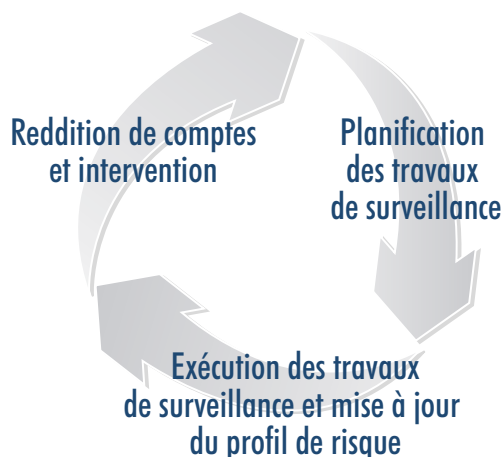 Reddition de comptes
et intervention
Planification
des travaux
de surveillance
Exécution des travaux
de surveillance et mise à jour
du profil de risque